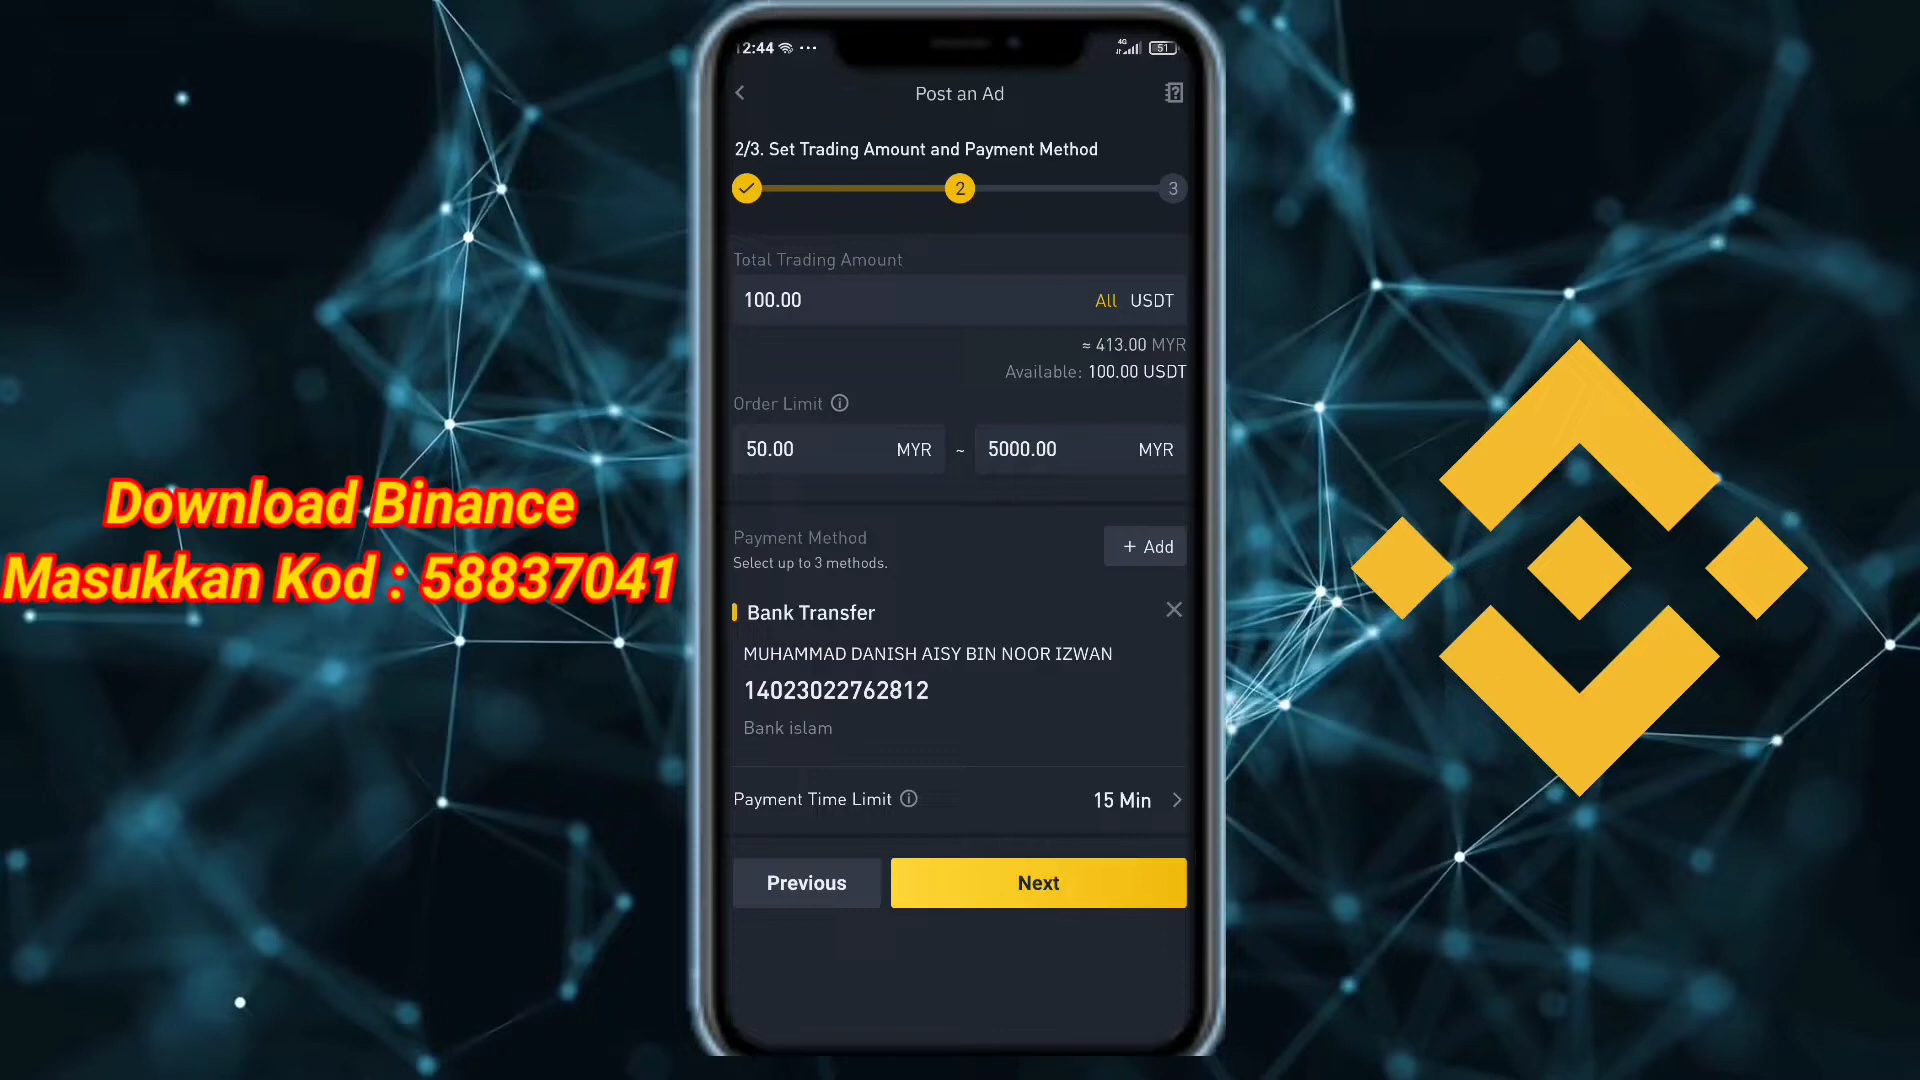 12:44 4G 51
Post an Ad
2/3. Set Trading Amount and Payment Method
2 3
Total Trading Amount
100.00 All USDT
≈ 413.00 MYR
Available: 100.00 USDT
Order Limit
50.00 MYR ~ 5000.00 MYR
Payment Method
+ Add
Select up to 3 methods.
Bank Transfer
MUHAMMAD DANISH AISY BIN NOOR IZWAN
14023022762812
Bank islam
Payment Time Limit 15 Min
Previous Next
Download Binance
Masukkan Kod : 58837041